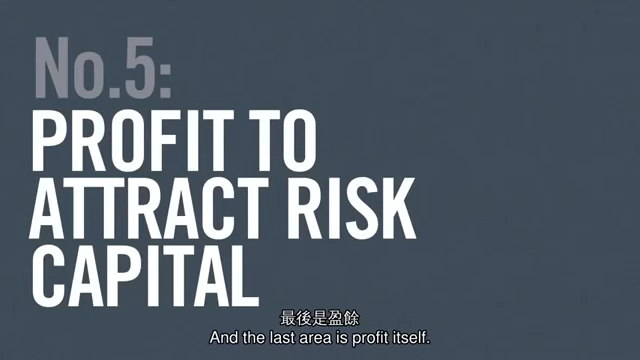 No.5:
PROFIT TO
ATTRACT RISK
CAPITAL
最後是盈餘
And the last area is profit itself.